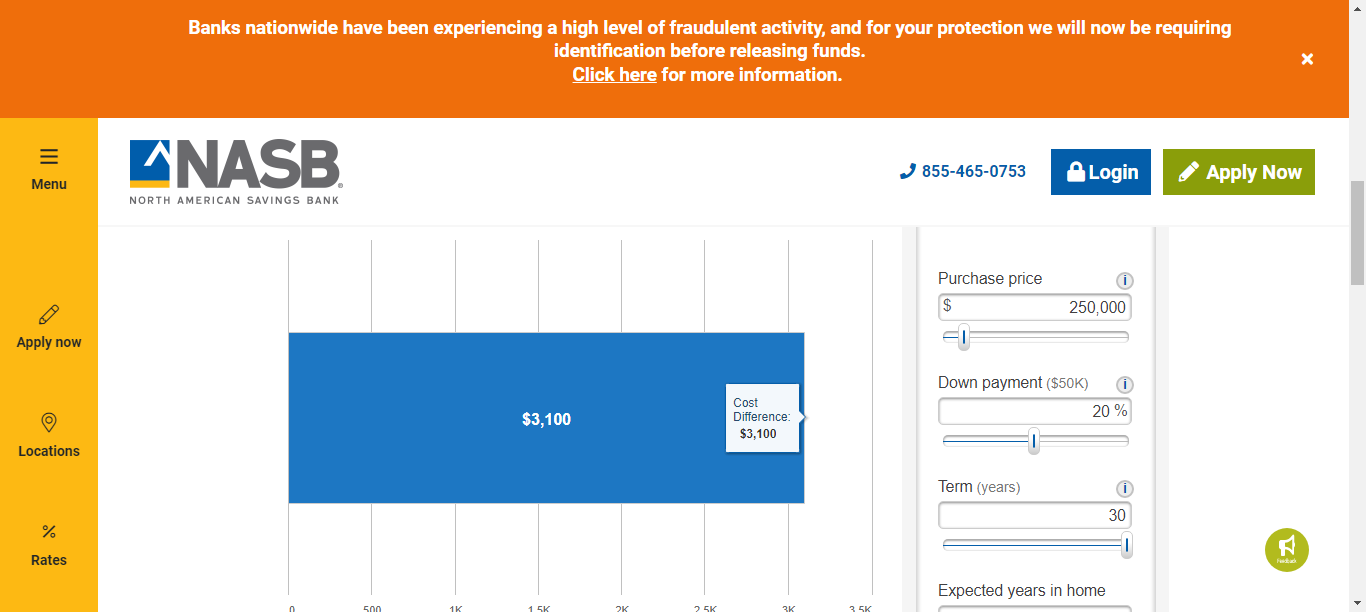 Banks nationwide have been experiencing a high level of fraudulent activity, and for your protection we will now be requiring
identification before releasing funds.
Click here for more information.
Menu
Apply now
Locations
Rates
NASB®
NORTH AMERICAN SAVINGS BANK
855-465-0753
Login
Apply Now
$3,100
Cost
Difference:
$3,100
0 500 1K 1.5K 2K 2.5K 3K 3.5K
Purchase price i
$ 250,000
Down payment ($50K) i
20 %
Term (years) i
30
Expected years in home
Feedback